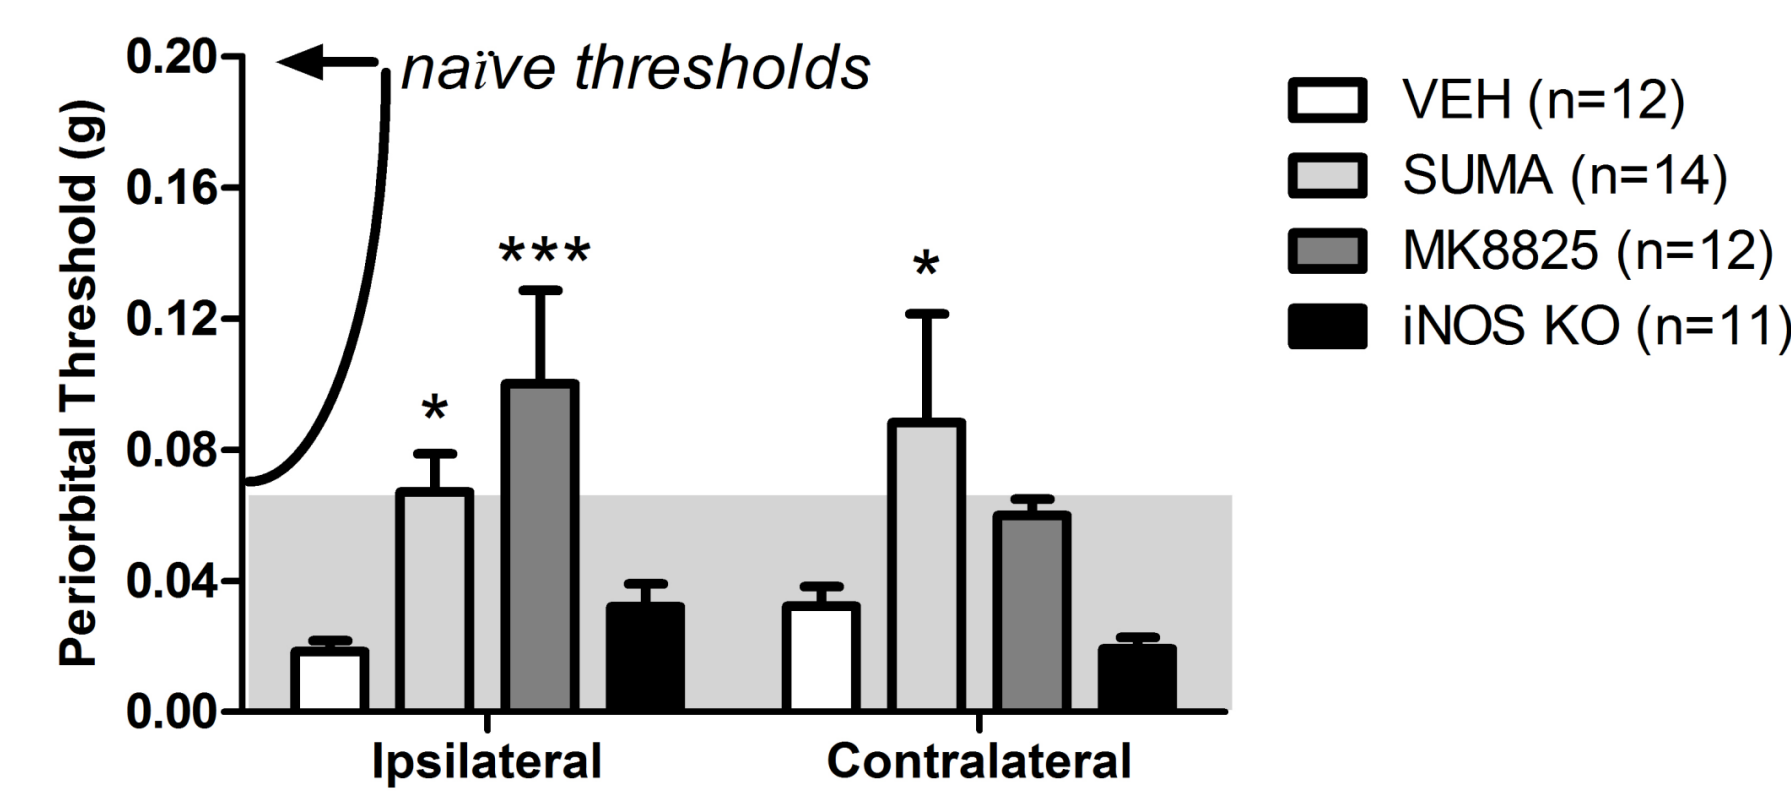 naïve thresholds
Periorbital Threshold (g)
0.20
0.16
0.12
0.08
0.04
0.00
*
***
*
Ipsilateral
Contralateral
VEH (n=12)
SUMA (n=14)
MK8825 (n=12)
iNOS KO (n=11)